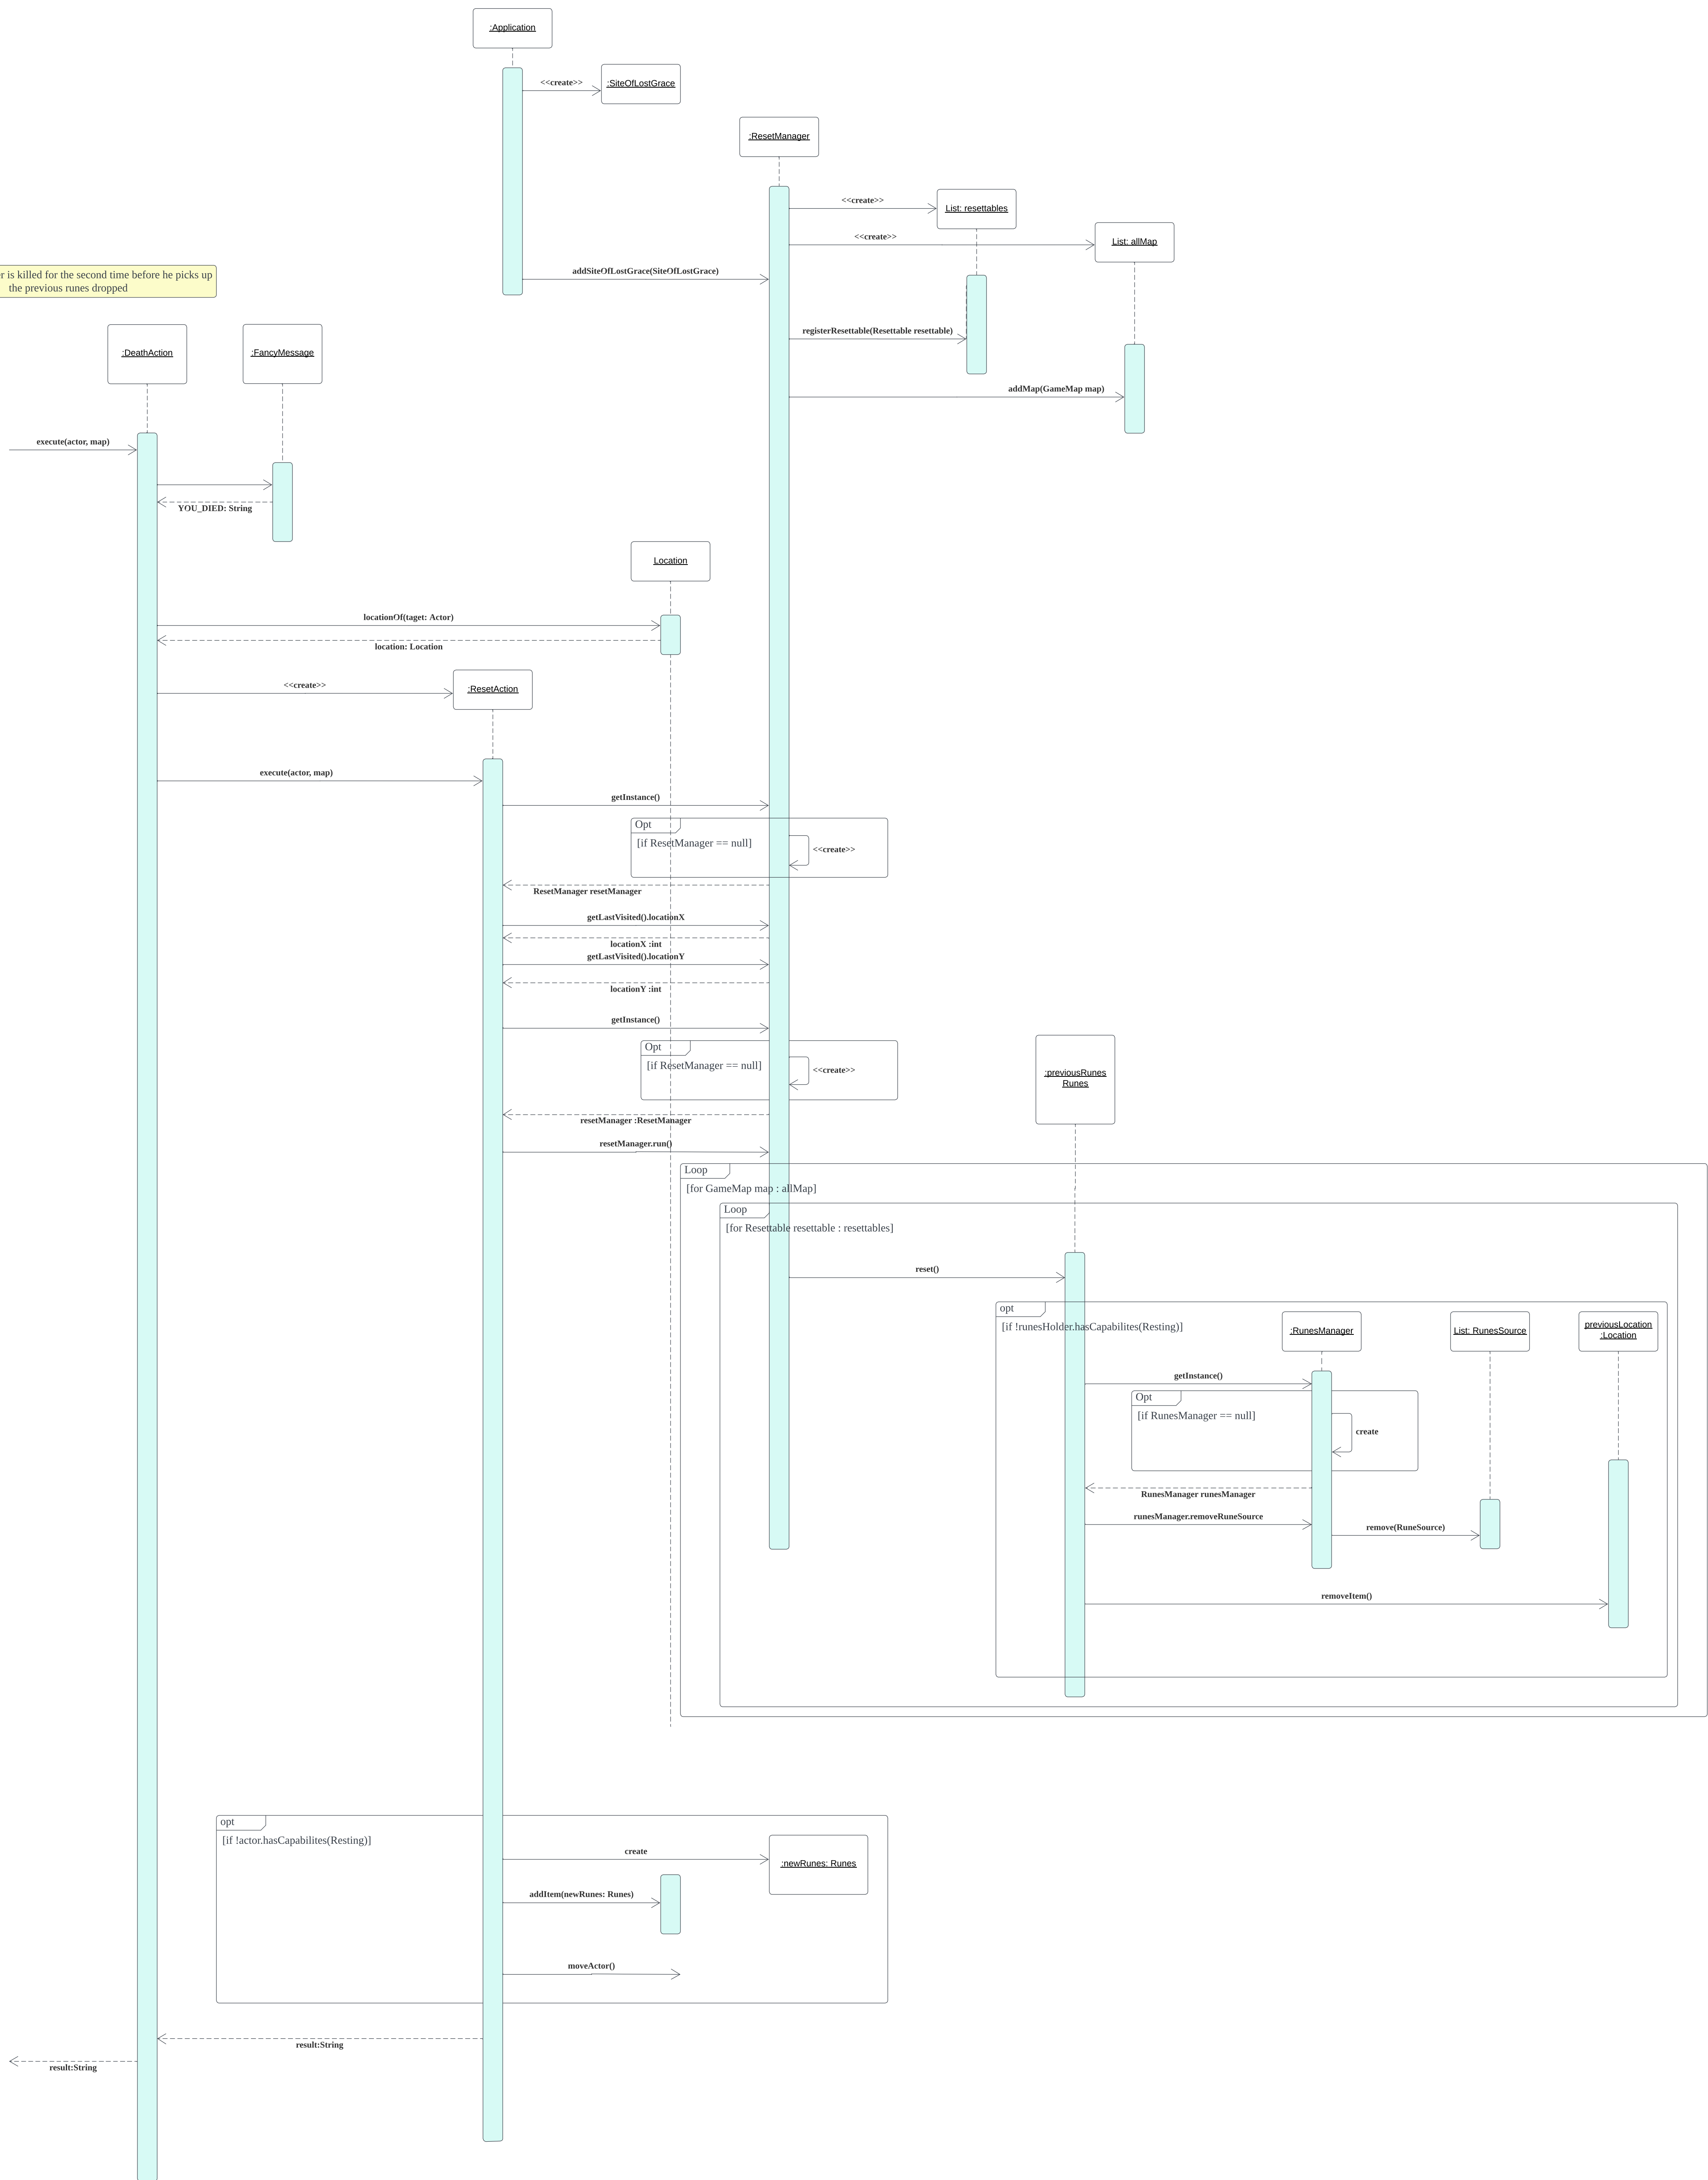 :Application
<<create>>
:SiteOfLostGrace
:ResetManager
<<create>>
List: resettables
<<create>>
List: allMap
addSiteOfLostGrace(SiteOfLostGrace)
is killed for the second time before he picks up
the previous runes dropped
registerResettable(Resettable resettable)
:DeathAction
:FancyMessage
addMap(GameMap map)
execute(actor, map)
YOU_DIED: String
Location
locationOf(taget: Actor)
location: Location
<<create>>
:ResetAction
execute(actor, map)
getInstance()
Opt
[if ResetManager == null]
<<create>>
ResetManager resetManager
getLastVisited().locationX
locationX :int
getLastVisited().locationY
locationY :int
getInstance()
Opt
[if ResetManager == null]
<<create>>
:previousRunes
Runes
resetManager :ResetManager
resetManager.run()
Loop
[for GameMap map : allMap]
Loop
[for Resettable resettable : resettables]
reset()
opt
[if !runesHolder.hasCapabilites(Resting)]
:RunesManager
List: RunesSource
previousLocation
:Location
getInstance()
Opt
[if RunesManager == null]
create
RunesManager runesManager
runesManager.removeRuneSource
remove(RuneSource)
removeItem()
opt
[if !actor.hasCapabilites(Resting)]
create
:newRunes: Runes
addItem(newRunes: Runes)
moveActor()
result:String
result:String